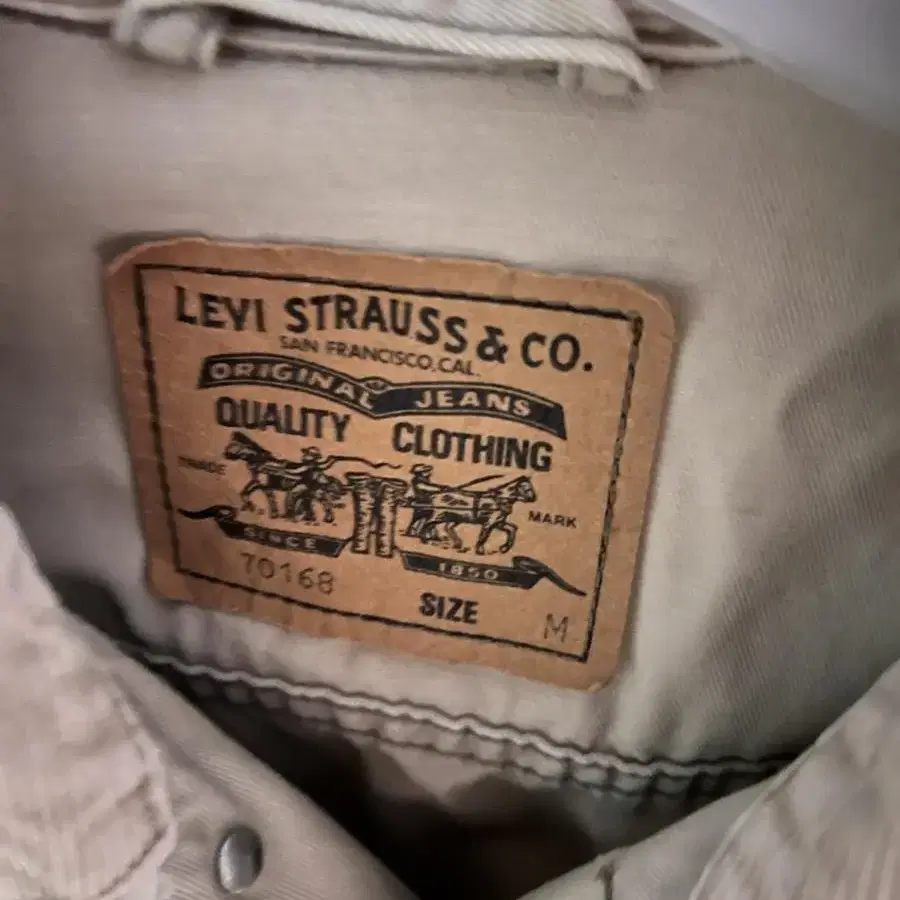 LEVI STRAUSS & CO.
SAN FRANCISCO, CAL.
ORIGINAL JEANS
QUALITY CLOTHING
TRADE MARK
SINCE 1850
70168 SIZE M